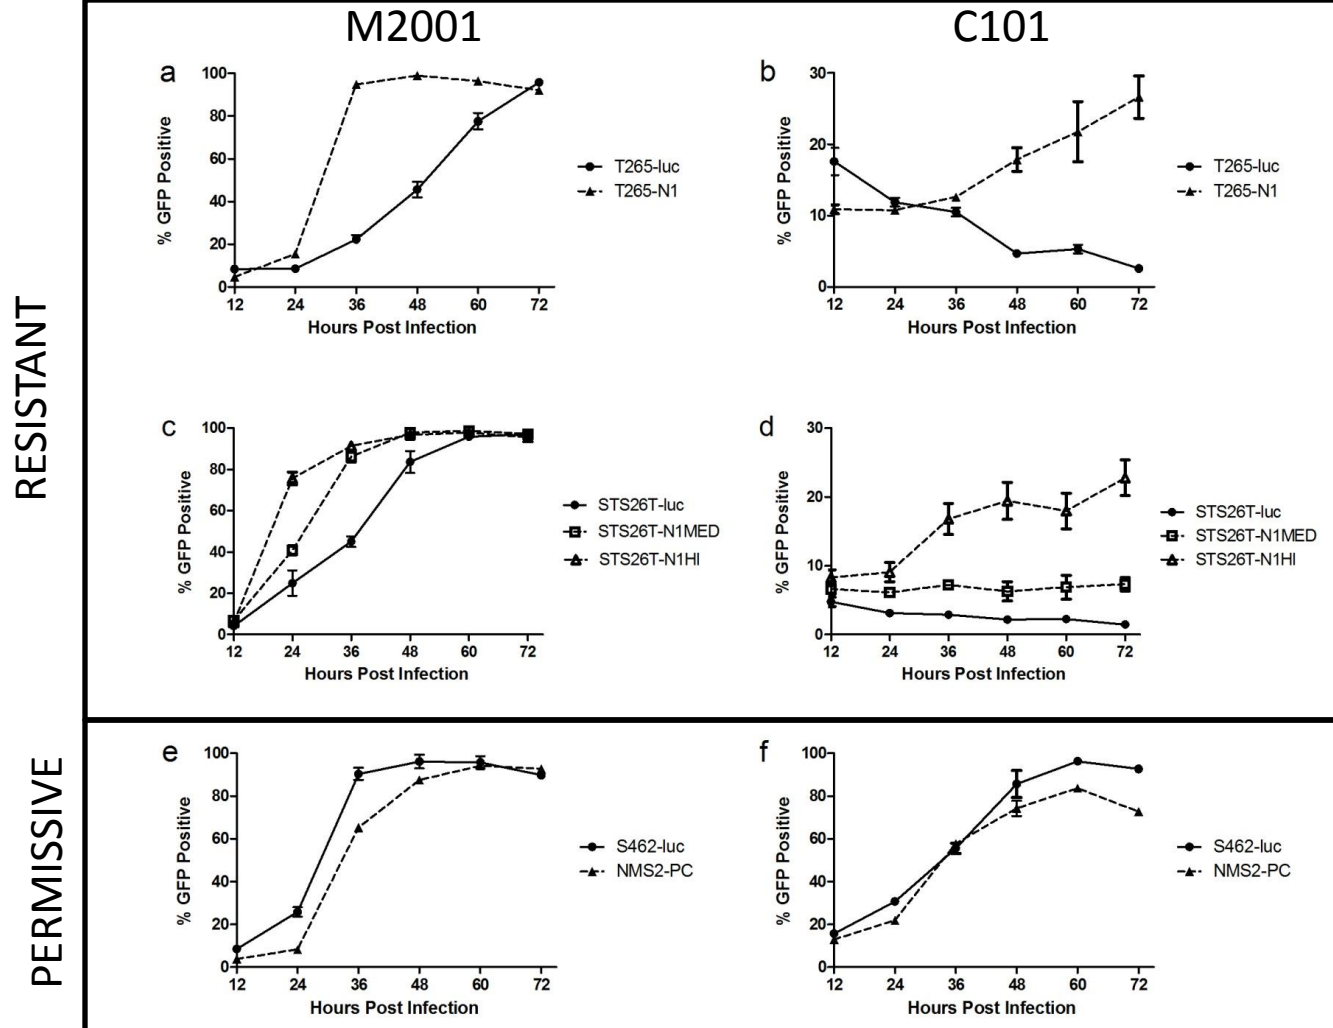 M2001
C101
RESISTANT
a
% GFP Positive
100
80
60
40
20
0
12 24 36 48 60 72
Hours Post Infection
T265-luc
T265-N1
b
% GFP Positive
30
20
10
0
12 24 36 48 60 72
Hours Post Infection
T265-luc
T265-N1
c
% GFP Positive
100
80
60
40
20
0
12 24 36 48 60 72
Hours Post Infection
STS26T-luc
STS26T-N1MED
STS26T-N1HI
d
% GFP Positive
30
20
10
0
12 24 36 48 60 72
Hours Post Infection
STS26T-luc
STS26T-N1MED
STS26T-N1HI
PERMISSIVE
e
% GFP Positive
100
80
60
40
20
0
12 24 36 48 60 72
Hours Post Infection
S462-luc
NMS2-PC
f
% GFP Positive
100
80
60
40
20
0
12 24 36 48 60 72
Hours Post Infection
S462-luc
NMS2-PC